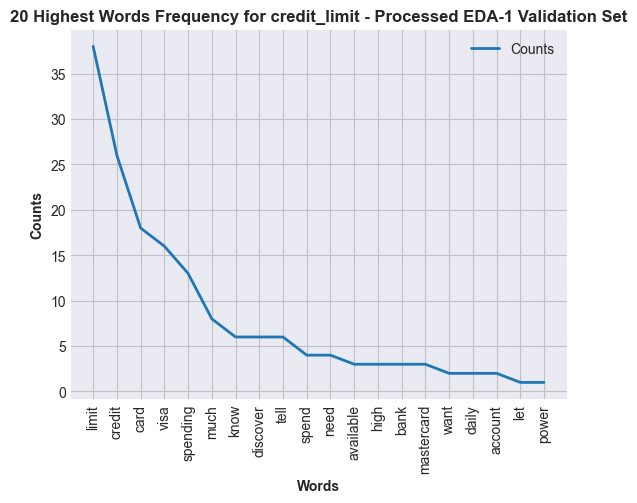 20 Highest Words Frequency for credit_limit - Processed EDA-1 Validation Set
Counts
Counts
35
30
25
20
15
10
5
0
limit
credit
card
visa
spending
much
know
discover
tell
spend
need
available
high
bank
mastercard
want
daily
account
let
power
Words